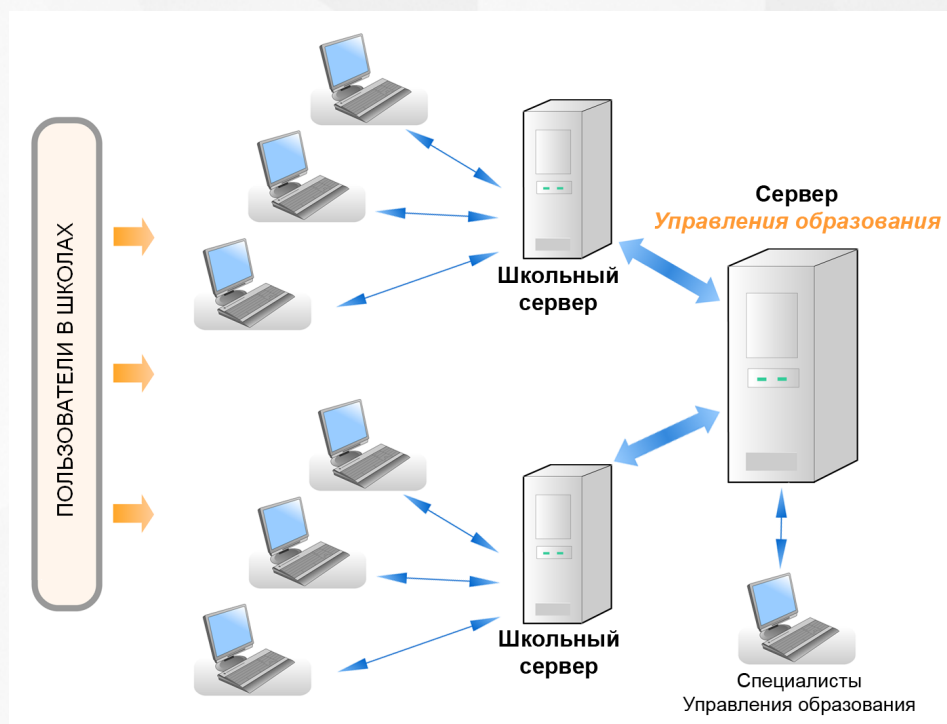 ПОЛЬЗОВАТЕЛИ В ШКОЛАХ
Школьный
сервер
Сервер
Управления образования
Школьный
сервер
Специалисты
Управления образования